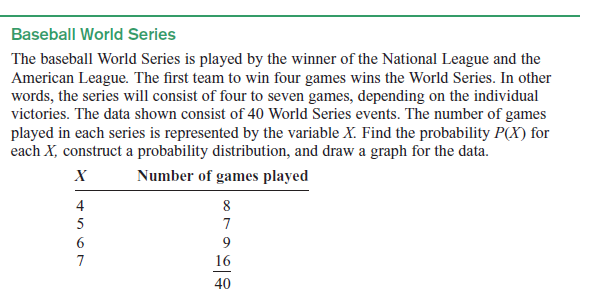 Baseball World Series
The baseball World Series is played by the winner of the National League and the
American League. The first team to win four games wins the World Series. In other
words, the series will consist of four to seven games, depending on the individual
victories. The data shown consist of 40 World Series events. The number of games
played in each series is represented by the variable X. Find the probability P(X) for
each X, construct a probability distribution, and draw a graph for the data.
X Number of games played
4 8
5 7
6 9
7 16
40